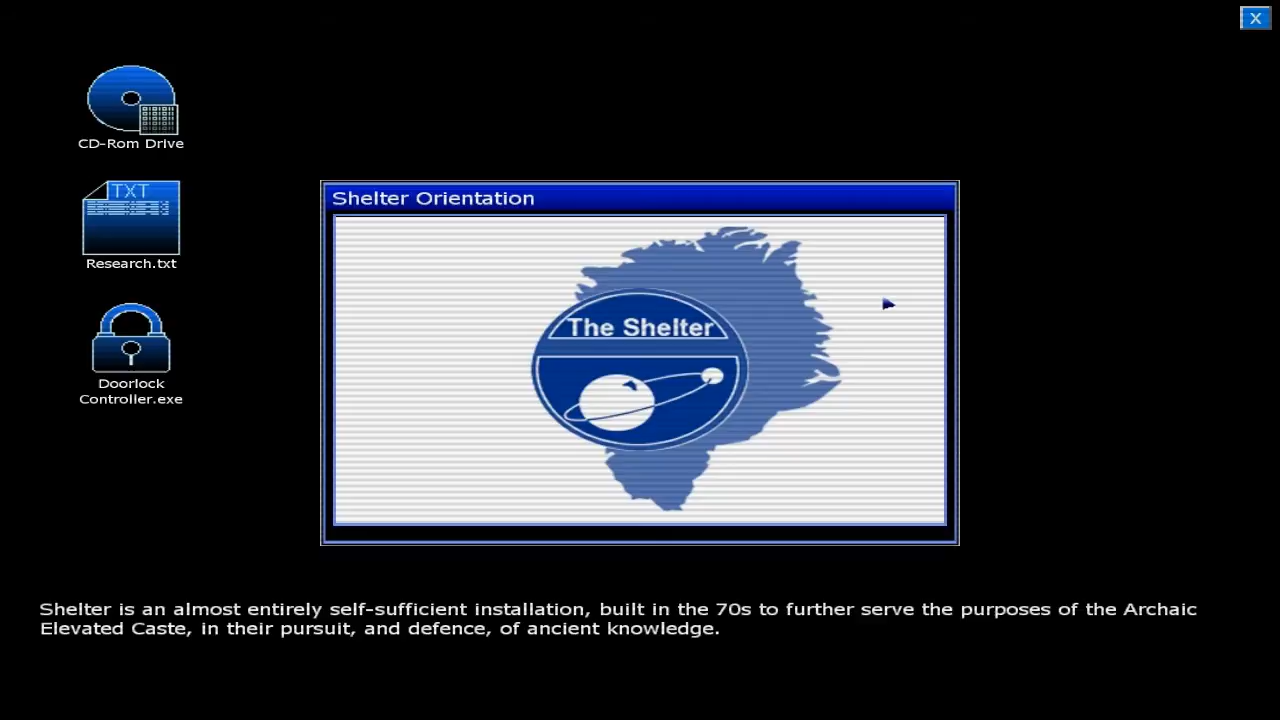 X
CD-Rom Drive
TXT
Research.txt
Doorlock
Controller.exe
Shelter Orientation
The Shelter
Shelter is an almost entirely self-sufficient installation, built in the 70s to further serve the purposes of the Archaic
Elevated Caste, in their pursuit, and defence, of ancient knowledge.